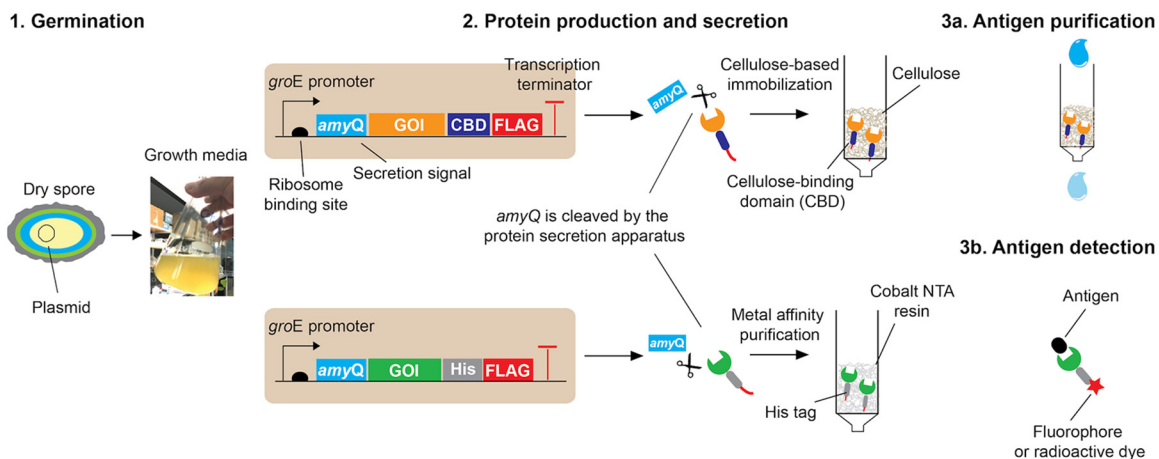 1. Germination
2. Protein production and secretion
3a. Antigen purification
groE promoter
Transcription
terminator
amyQ
GOI
CBD
FLAG
Ribosome
binding site
Secretion signal
amyQ
Cellulose-based
immobilization
Cellulose
Cellulose-binding
domain (CBD)
Growth media
Dry spore
Plasmid
amyQ is cleaved by the
protein secretion apparatus
3b. Antigen detection
groE promoter
amyQ
GOI
His
FLAG
amyQ
Metal affinity
purification
Cobalt NTA
resin
His tag
Antigen
Fluorophore
or radioactive dye